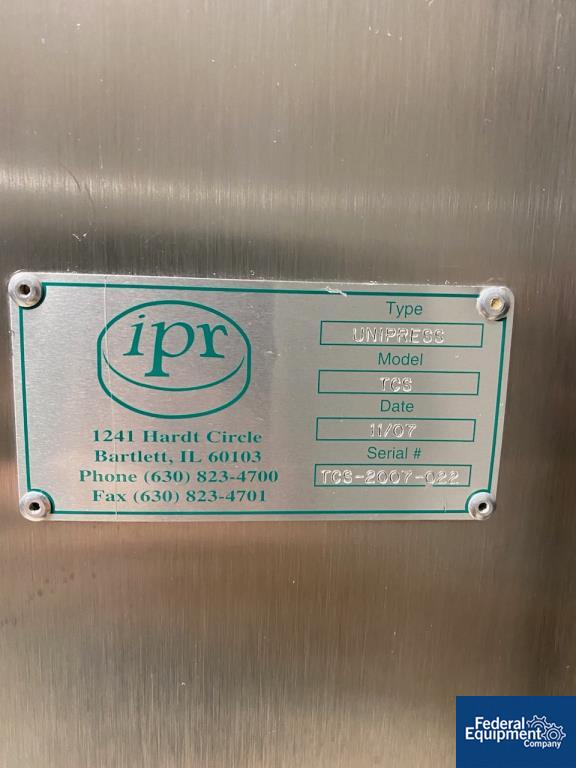 ipr
1241 Hardt Circle
Bartlett, IL 60103
Phone (630) 823-4700
Fax (630) 823-4701
Type
UNIPRESS
Model
TCS
Date
11/07
Serial #
TCS-2007-022
Federal
Equipment
Company